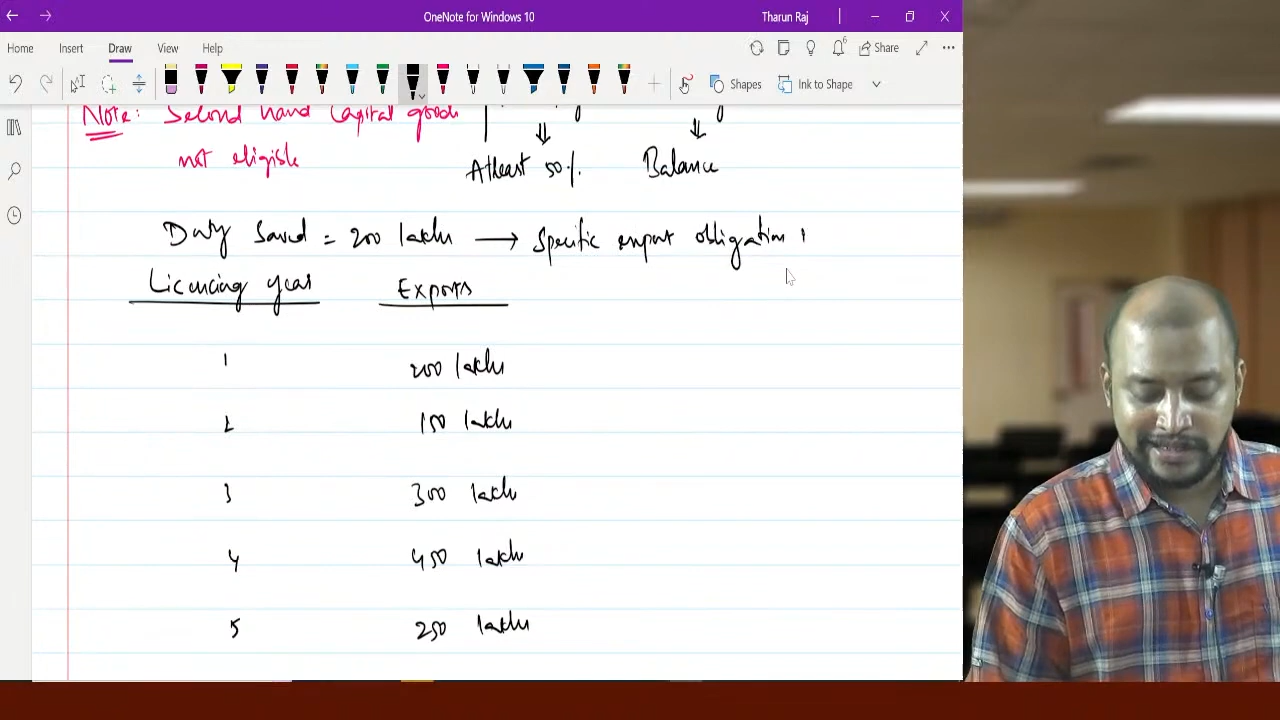 OneNote for Windows 10
Tharun Raj
Home Insert Draw View Help
6 Share
Shapes Ink to Shape
Note: Second hand Capital goods
not eligible
Atleast 50%. Balance
Duty Saved = 200 lakhs → Specific export obligation
Licencing year Exports
1 200 lakhs
2 150 lakhs
3 300 lakhs
4 450 lakhs
5 250 lakhs